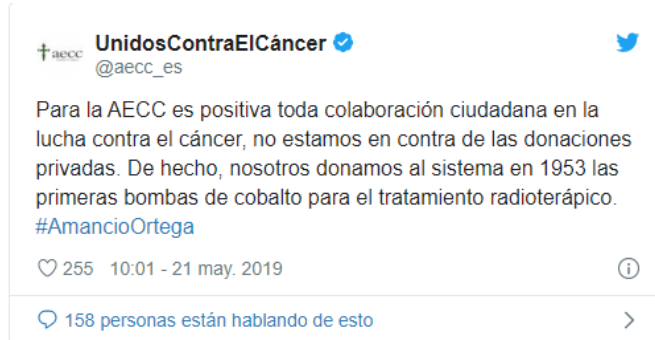 aecc
UnidosContraElCáncer
@aecc_es
Para la AECC es positiva toda colaboración ciudadana en la
lucha contra el cáncer, no estamos en contra de las donaciones
privadas. De hecho, nosotros donamos al sistema en 1953 las
primeras bombas de cobalto para el tratamiento radioterápico.
#AmancioOrtega
255 10:01 - 21 may. 2019
158 personas están hablando de esto